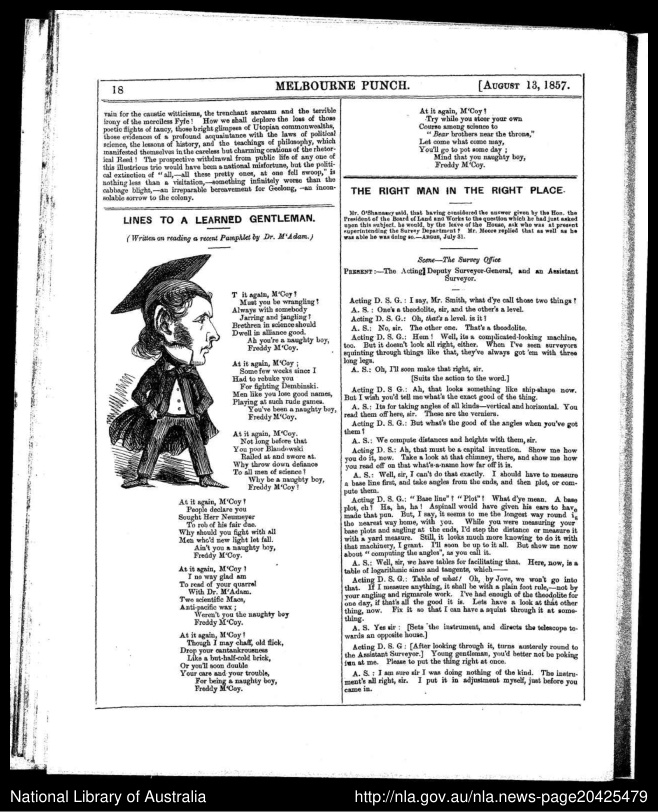 18
MELBOURNE PUNCH.
[AUGUST 13, 1857.
vain for the caustic witticisms, the trenchant sarcasm and the terrible
irony of the merciless Fyfe! How we shall deplore the loss of those
poetic flights of fancy, those bright glimpses of Utopian commonwealths,
those evidences of a profound acquaintance with the laws of political
science, the lessons of history, and the teachings of philosophy, which
manifested themselves in the careless but charming orations of the rhetor-
ical Reed! The prospective withdrawal from public life of any one of
this illustrious trio would have been a national misfortune, but the politi-
cal extinction of "all,—all these pretty ones, at one fell swoop," is
nothing less than a visitation,—something infinitely worse than the
cabbage blight,—an irreparable bereavement for Geelong, —an incon-
solable sorrow to the colony.
LINES TO A LEARNED GENTLEMAN.
(Written on reading a recent Pamphlet by Dr. M'Adam.)
T it again, M'Coy!
Must you be wrangling!
Always with somebody
Jarring and jangling!
Brethren in science should
Dwell in alliance good.
Ah you're a naughty boy,
Freddy M'Coy.
At it again, M'Coy;
Some few weeks since I
Had to rebuke you
For fighting Dembinski.
Men like you lose good names,
Playing at such rude games.
You've been a naughty boy,
Freddy M'Coy.
At it again, M'Coy.
Not long before that
You poor Blandowski
Railed at and swore at.
Why throw down defiance
To all men of science!
Why be a naughty boy,
Freddy M'Coy!
At it again, M'Coy!
People declare you
Sought Herr Neumeyer
To rob of his fair due.
Why should you fight with all
Men who'd new light let fall.
Ain't you a naughty boy,
Freddy M'Coy.
At it again, M'Coy!
I no way glad am
To read of your quarrel
With Dr. M'Adam.
Two scientific Macs,
Anti-pacific wax;
Weren't you the naughty boy
Freddy M'Coy.
At it again, M'Coy!
Though I may chaff, old flick,
Drop your cantankrousness
Like a but-half-cold brick,
Or you'll soon double
Your care and your trouble,
For being a naughty boy,
Freddy M'Coy.
At it again, M'Coy!
Try while you steer your own
Course among science to
"Bear brothers near the throne,"
Let come what come may,
You'll go to pot some day;
Mind that you naughty boy,
Freddy M'Coy.
THE RIGHT MAN IN THE RIGHT PLACE.
Mr. O'Shanassy said, that having considered the answer given by the Hon. the
President of the Board of Land and Works to the question which he had just asked
upon this subject, he would, by the leave of the House, ask who was at present
superintending the Survey Department? Mr. Moore replied that as well as he
was able he was doing so.—ARGUS, July 31.
Scene—The Survey Office
PRESENT:—The Acting Deputy Surveyor-General, and an Assistant
Surveyor.
Acting D. S. G.: I say, Mr. Smith, what d'ye call those two things!
A. S.: One's a theodolite, sir, and the other's a level.
Acting D. S. G.: Oh, that's a level. is it!
A. S.: No, sir. The other one. That's a theodolite.
Acting D. S. G.: Hem! Well, its a complicated-looking machine,
too. But it doesn't look all right, either. When I've seen surveyors
squinting through things like that, they've always got 'em with three
long legs.
A. S.: Oh, I'll soon make that right, sir.
[Suits the action to the word.]
Acting D. S G.: Ah, that looks something like ship-shape now.
But I wish you'd tell me what's the exact good of the thing.
A. S.: Its for taking angles of all kinds—vertical and horizontal. You
read them off here, sir. These are the verniers.
Acting D. S. G.: But what's the good of the angles when you've got
them!
A. S.: We compute distances and heights with them, sir.
Acting D. S.: Ah, that must be a capital invention. Show me how
you do it, now. Take a look at that chimney, there, and show me how
you read off on that what's-a-name how far off it is.
A. S.: Well, sir, I can't do that exactly. I should have to measure
a base line first, and take angles from the ends, and then plot, or com-
pute them.
Acting D. S. G.: "Base line"! "Plot"! What d'ye mean. A base
plot, eh! Ha, ha, ha! Aspinall would have given his ears to have
made that pun. But, I say, it seems to me the longest way round is
the nearest way home, with you. While you were measuring your
base plots and angling at the ends, I'd step the distance or measure it
with a yard measure. Still, it looks much more knowing to do it with
that machinery, I grant. I'll soon be up to it all. But show me now
about "computing the angles", as you call it.
A. S.: Well, sir, we have tables for facilitating that. Here, now, is a
table of logarithmic sines and tangents, which——
Acting D. S. G.: Table of what! Oh, by Jove, we won't go into
that. If I measure anything, it shall be with a plain foot rule,—not by
your angling and rigmarole work. I've had enough of the theodolite for
one day, if that's all the good it is. Lets have a look at that other
thing, now. Fix it so that I can have a squint through it at some-
thing.
A. S. Yes sir: [Sets the instrument, and directs the telescope to-
wards an opposite house.]
Acting D. S. G: [After looking through it, turns austerely round to
the Assistant Surveyor.] Young gentleman, you'd better not be poking
fun at me. Please to put the thing right at once.
A. S.: I am sure sir I was doing nothing of the kind. The instru-
ment's all right, sir. I put it in adjustment myself, just before you
came in.
National Library of Australia
http://nla.gov.au/nla.news-page20425479